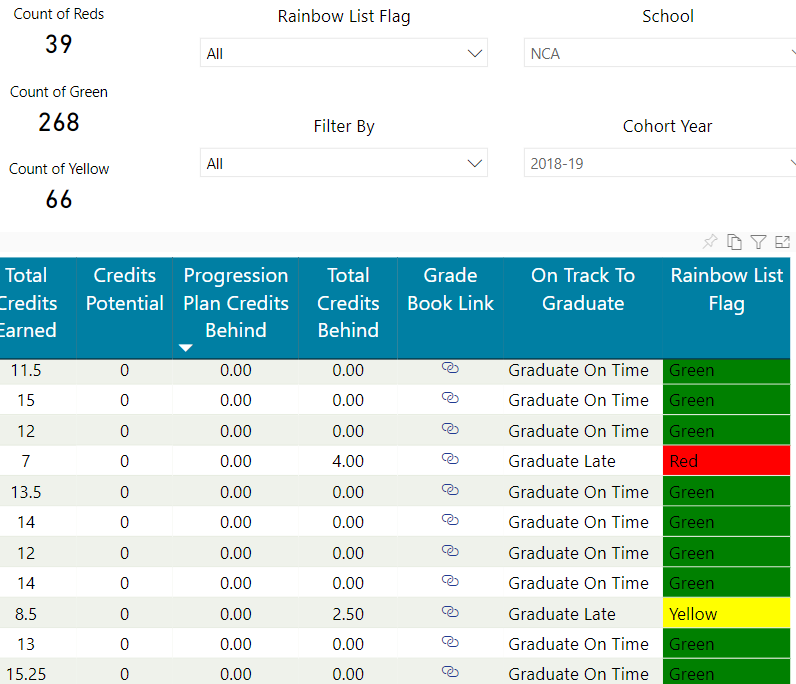 Count of Reds
39
Count of Green
268
Count of Yellow
66
Rainbow List Flag
All
School
NCA
Filter By
All
Cohort Year
2018-19
Total Credits Earned
Credits Potential
Progression Plan Credits Behind
Total Credits Behind
Grade Book Link
On Track To Graduate
Rainbow List Flag
11.5 0 0.00 0.00 Graduate On Time Green
15 0 0.00 0.00 Graduate On Time Green
12 0 0.00 0.00 Graduate On Time Green
7 0 0.00 4.00 Graduate Late Red
13.5 0 0.00 0.00 Graduate On Time Green
14 0 0.00 0.00 Graduate On Time Green
12 0 0.00 0.00 Graduate On Time Green
14 0 0.00 0.00 Graduate On Time Green
8.5 0 0.00 2.50 Graduate Late Yellow
13 0 0.00 0.00 Graduate On Time Green
15.25 0 0.00 0.00 Graduate On Time Green